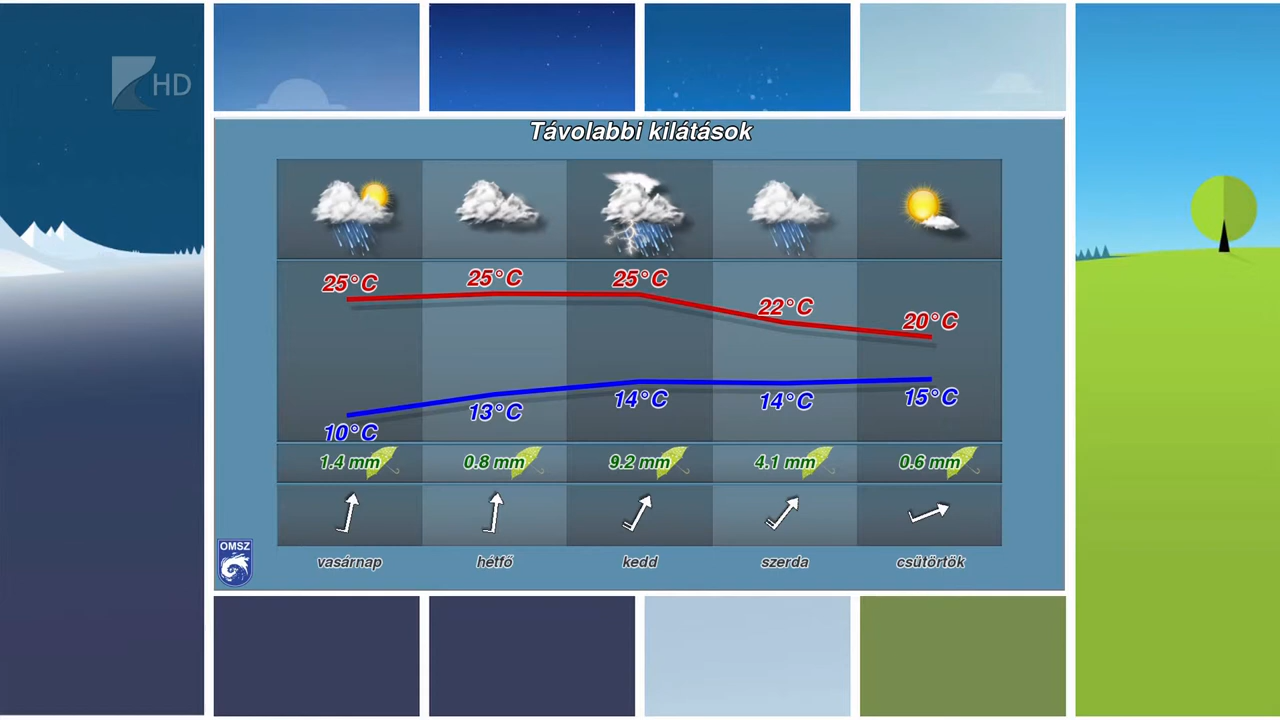 HD
Távolabbi kilátások
25°C 25°C 25°C 22°C 20°C
10°C 13°C 14°C 14°C 15°C
1.4 mm 0.8 mm 9.2 mm 4.1 mm 0.6 mm
OMSZ
vasárnap hétfő kedd szerda csütörtök